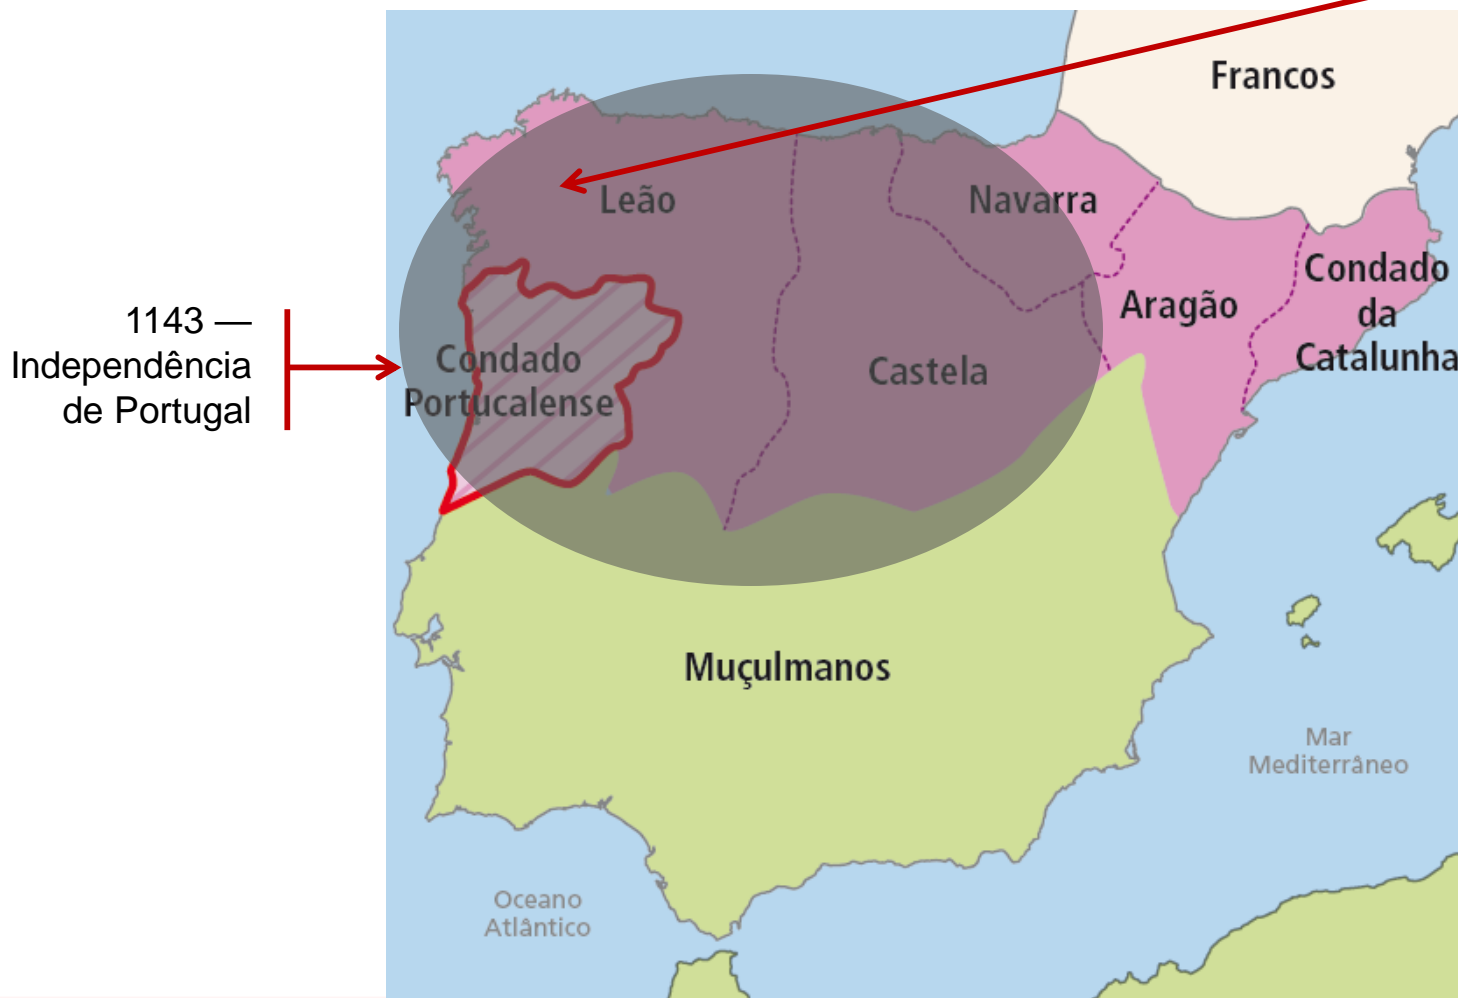 Francos
Leão
Navarra
Condado
da
Catalunha
Aragão
1143 —
Independência
de Portugal
Condado
Portucalense
Castela
Muçulmanos
Mar
Mediterrâneo
Oceano
Atlântico